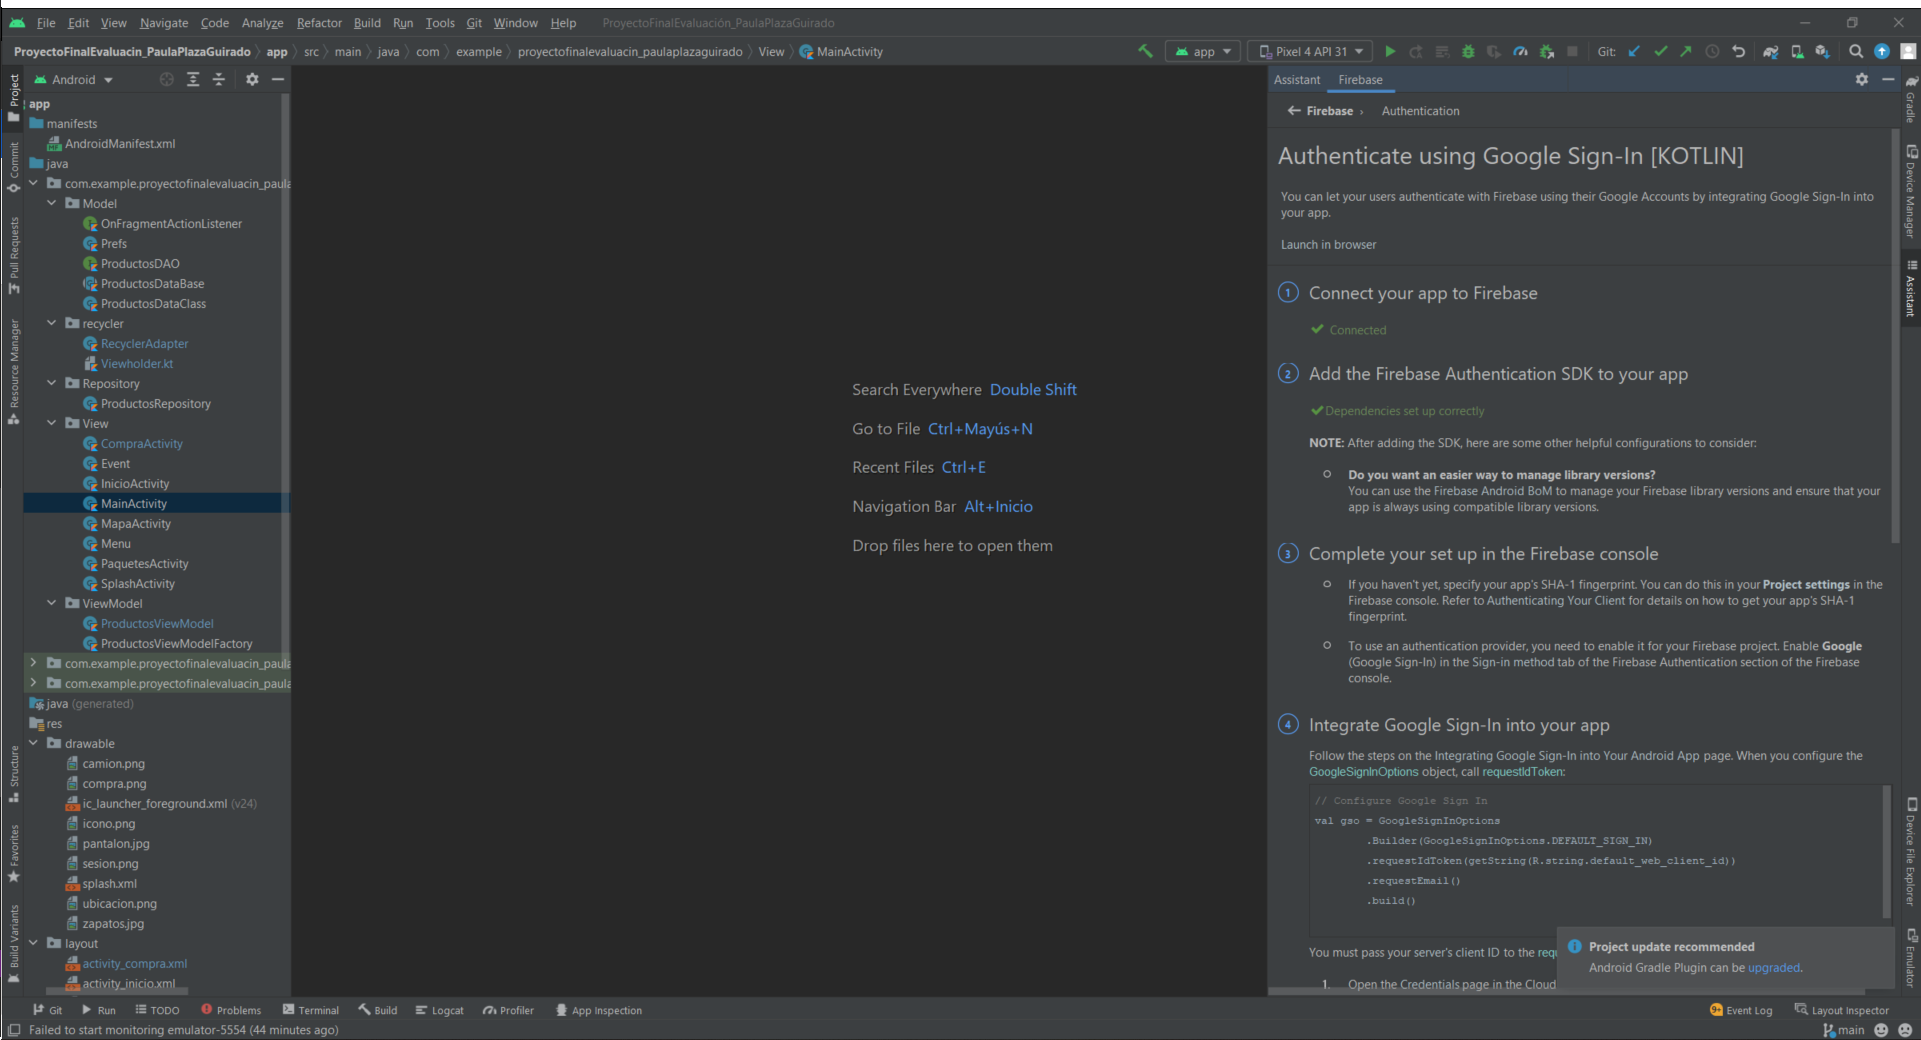 File Edit View Navigate Code Analyze Refactor Build Run Tools Git Window Help ProyectoFinalEvaluación_PaulaPlazaGuirado
ProyectoFinalEvaluacin_PaulaPlazaGuirado app src main java com example proyectofinalevaluacin_paulaplazaguirado View MainActivity app Pixel 4 API 31 Git:
Project
Commit
Pull Requests
Resource Manager
Structure
Favorites
Build Variants
Android
app
manifests
AndroidManifest.xml
java
com.example.proyectofinalevaluacin_paula
Model
OnFragmentActionListener
Prefs
ProductosDAO
ProductosDataBase
ProductosDataClass
recycler
RecyclerAdapter
Viewholder.kt
Repository
ProductosRepository
View
CompraActivity
Event
InicioActivity
MainActivity
MapaActivity
Menu
PaquetesActivity
SplashActivity
ViewModel
ProductosViewModel
ProductosViewModelFactory
com.example.proyectofinalevaluacin_paula
com.example.proyectofinalevaluacin_paula
java (generated)
res
drawable
camion.png
compra.png
ic_launcher_foreground.xml (v24)
icono.png
pantalon.jpg
sesion.png
splash.xml
ubicacion.png
zapatos.jpg
layout
activity_compra.xml
activity_inicio.xml
Search Everywhere Double Shift
Go to File Ctrl+Mayús+N
Recent Files Ctrl+E
Navigation Bar Alt+Inicio
Drop files here to open them
Assistant Firebase
← Firebase › Authentication
Authenticate using Google Sign-In [KOTLIN]
You can let your users authenticate with Firebase using their Google Accounts by integrating Google Sign-In into
your app.
Launch in browser
1 Connect your app to Firebase
Connected
2 Add the Firebase Authentication SDK to your app
Dependencies set up correctly
NOTE: After adding the SDK, here are some other helpful configurations to consider:
Do you want an easier way to manage library versions?
You can use the Firebase Android BoM to manage your Firebase library versions and ensure that your
app is always using compatible library versions.
3 Complete your set up in the Firebase console
If you haven't yet, specify your app's SHA-1 fingerprint. You can do this in your Project settings in the
Firebase console. Refer to Authenticating Your Client for details on how to get your app's SHA-1
fingerprint.
To use an authentication provider, you need to enable it for your Firebase project. Enable Google
(Google Sign-In) in the Sign-in method tab of the Firebase Authentication section of the Firebase
console.
4 Integrate Google Sign-In into your app
Follow the steps on the Integrating Google Sign-In into Your Android App page. When you configure the
GoogleSignInOptions object, call requestIdToken:
// Configure Google Sign In
val gso = GoogleSignInOptions
.Builder(GoogleSignInOptions.DEFAULT_SIGN_IN)
.requestIdToken(getString(R.string.default_web_client_id))
.requestEmail()
.build()
You must pass your server's client ID to the requ
1. Open the Credentials page in the Cloud
Project update recommended
Android Gradle Plugin can be upgraded.
Gradle
Device Manager
Assistant
Device File Explorer
Emulator
Git Run TODO Problems Terminal Build Logcat Profiler App Inspection 9+ Event Log Layout Inspector
Failed to start monitoring emulator-5554 (44 minutes ago) main